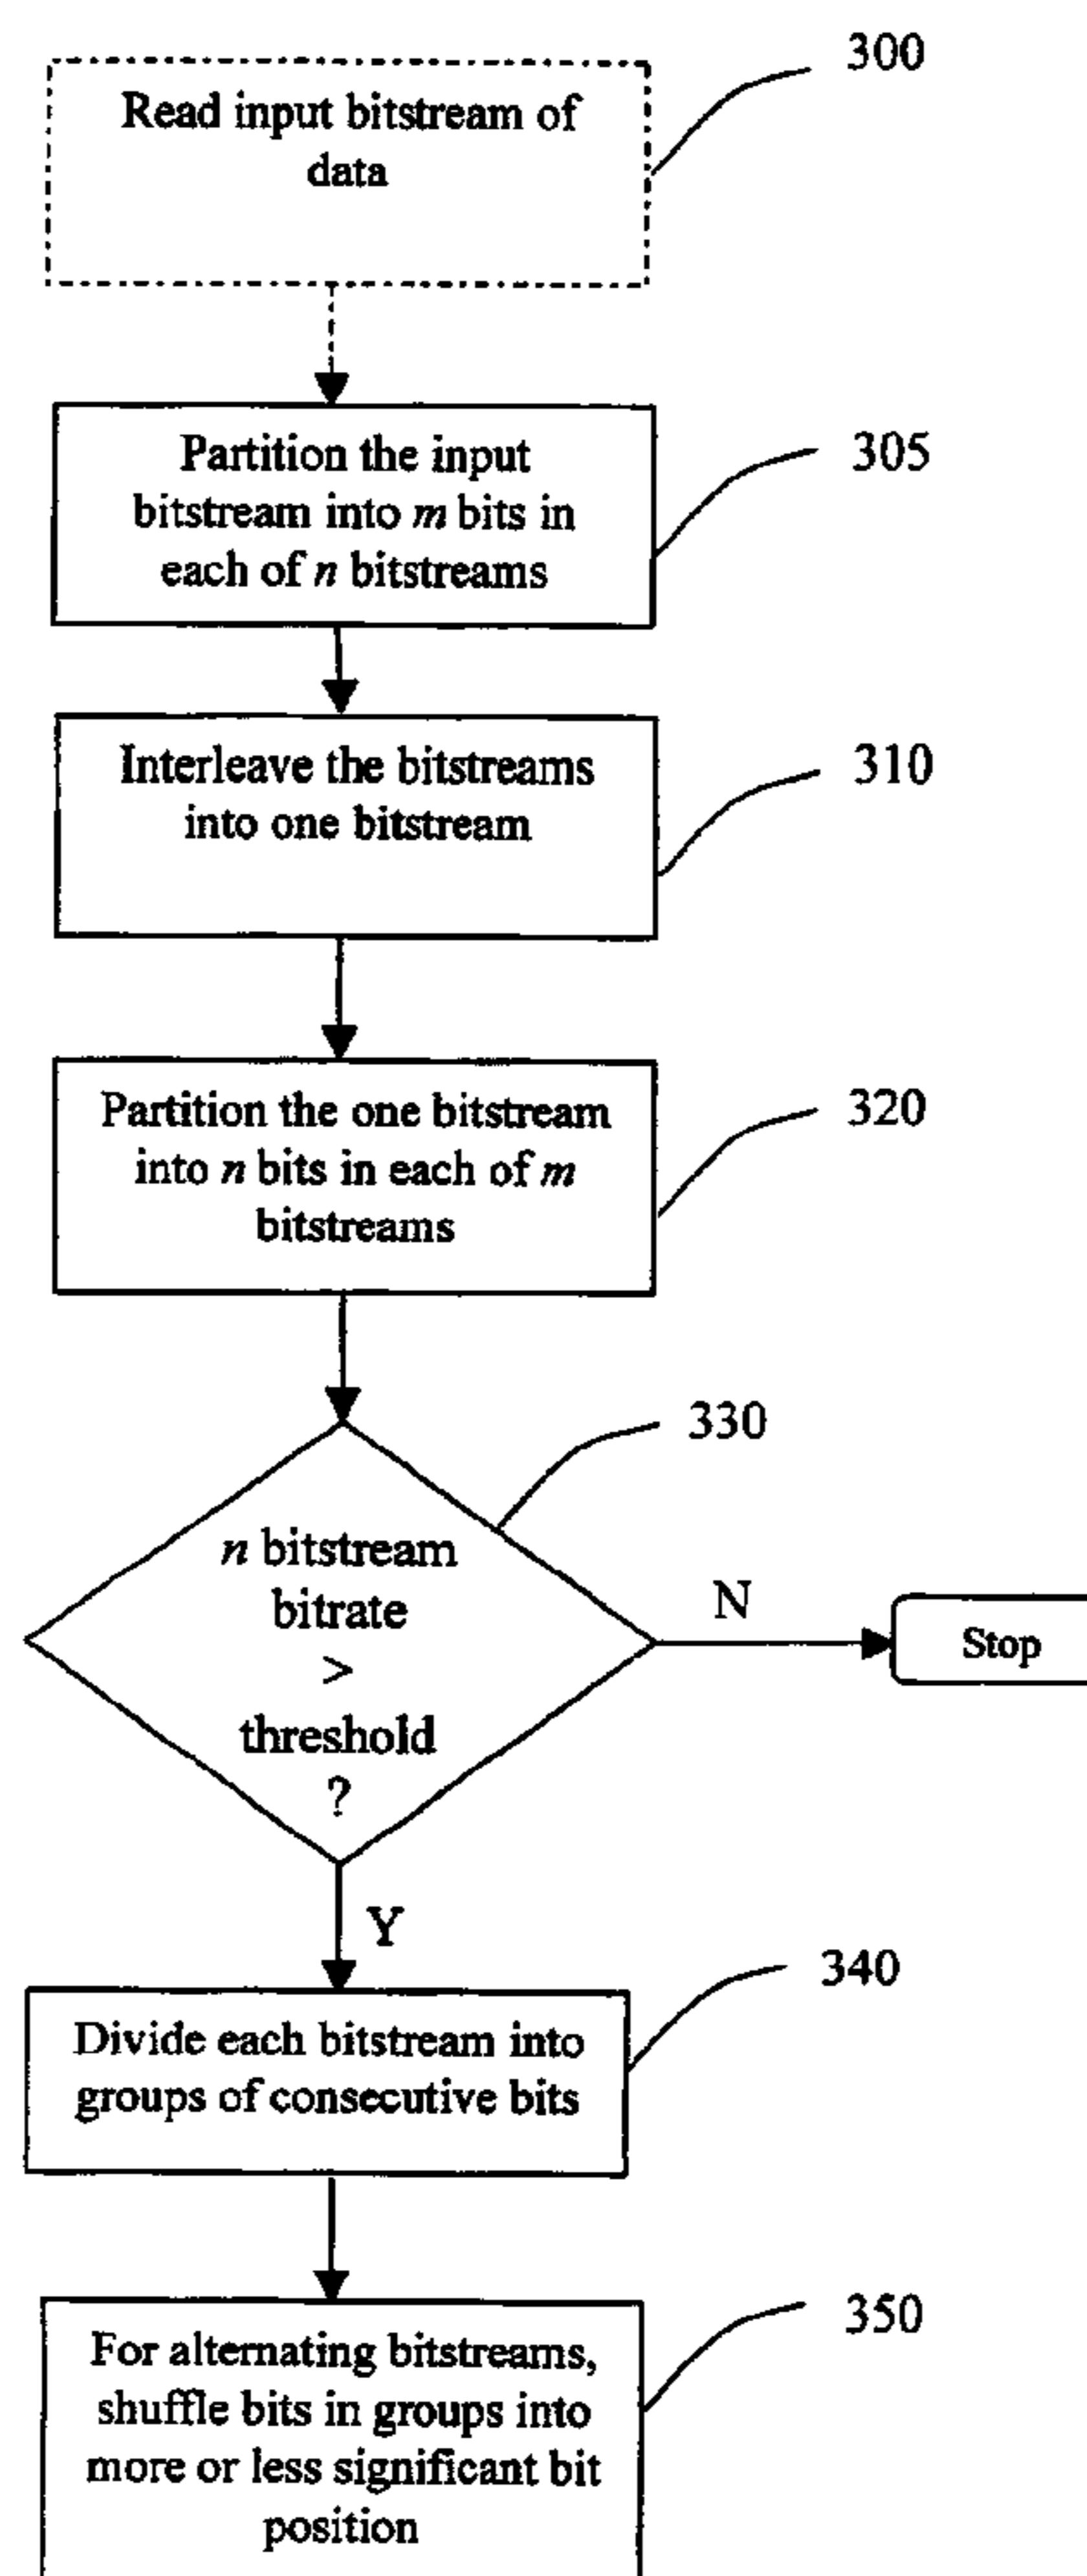 300
Read input bitstream of
data
305
Partition the input
bitstream into m bits in
each of n bitstreams
310
Interleave the bitstreams
into one bitstream
320
Partition the one bitstream
into n bits in each of m
bitstreams
330
n bitstream
bitrate
>
threshold
?
N
Stop
Y
340
Divide each bitstream into
groups of consecutive bits
350
For alternating bitstreams,
shuffle bits in groups into
more or less significant bit
position